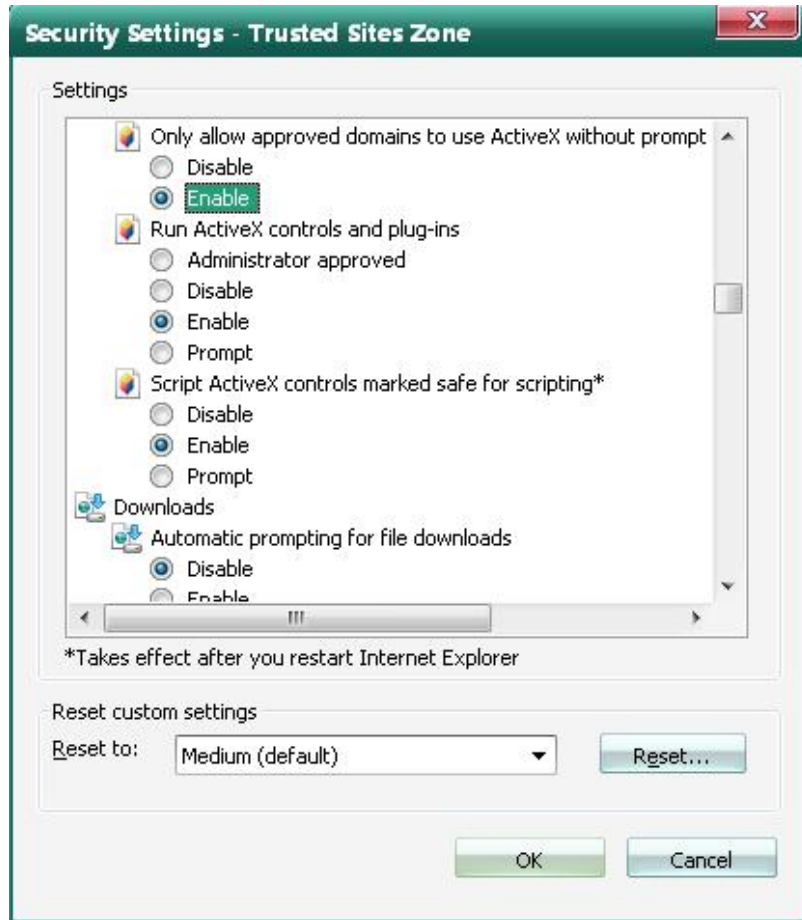 Security Settings - Trusted Sites Zone
Settings
Only allow approved domains to use ActiveX without prompt
Disable
Enable
Run ActiveX controls and plug-ins
Administrator approved
Disable
Enable
Prompt
Script ActiveX controls marked safe for scripting*
Disable
Enable
Prompt
Downloads
Automatic prompting for file downloads
Disable
Enable
*Takes effect after you restart Internet Explorer
Reset custom settings
Reset to:
Medium (default)
Reset...
OK
Cancel